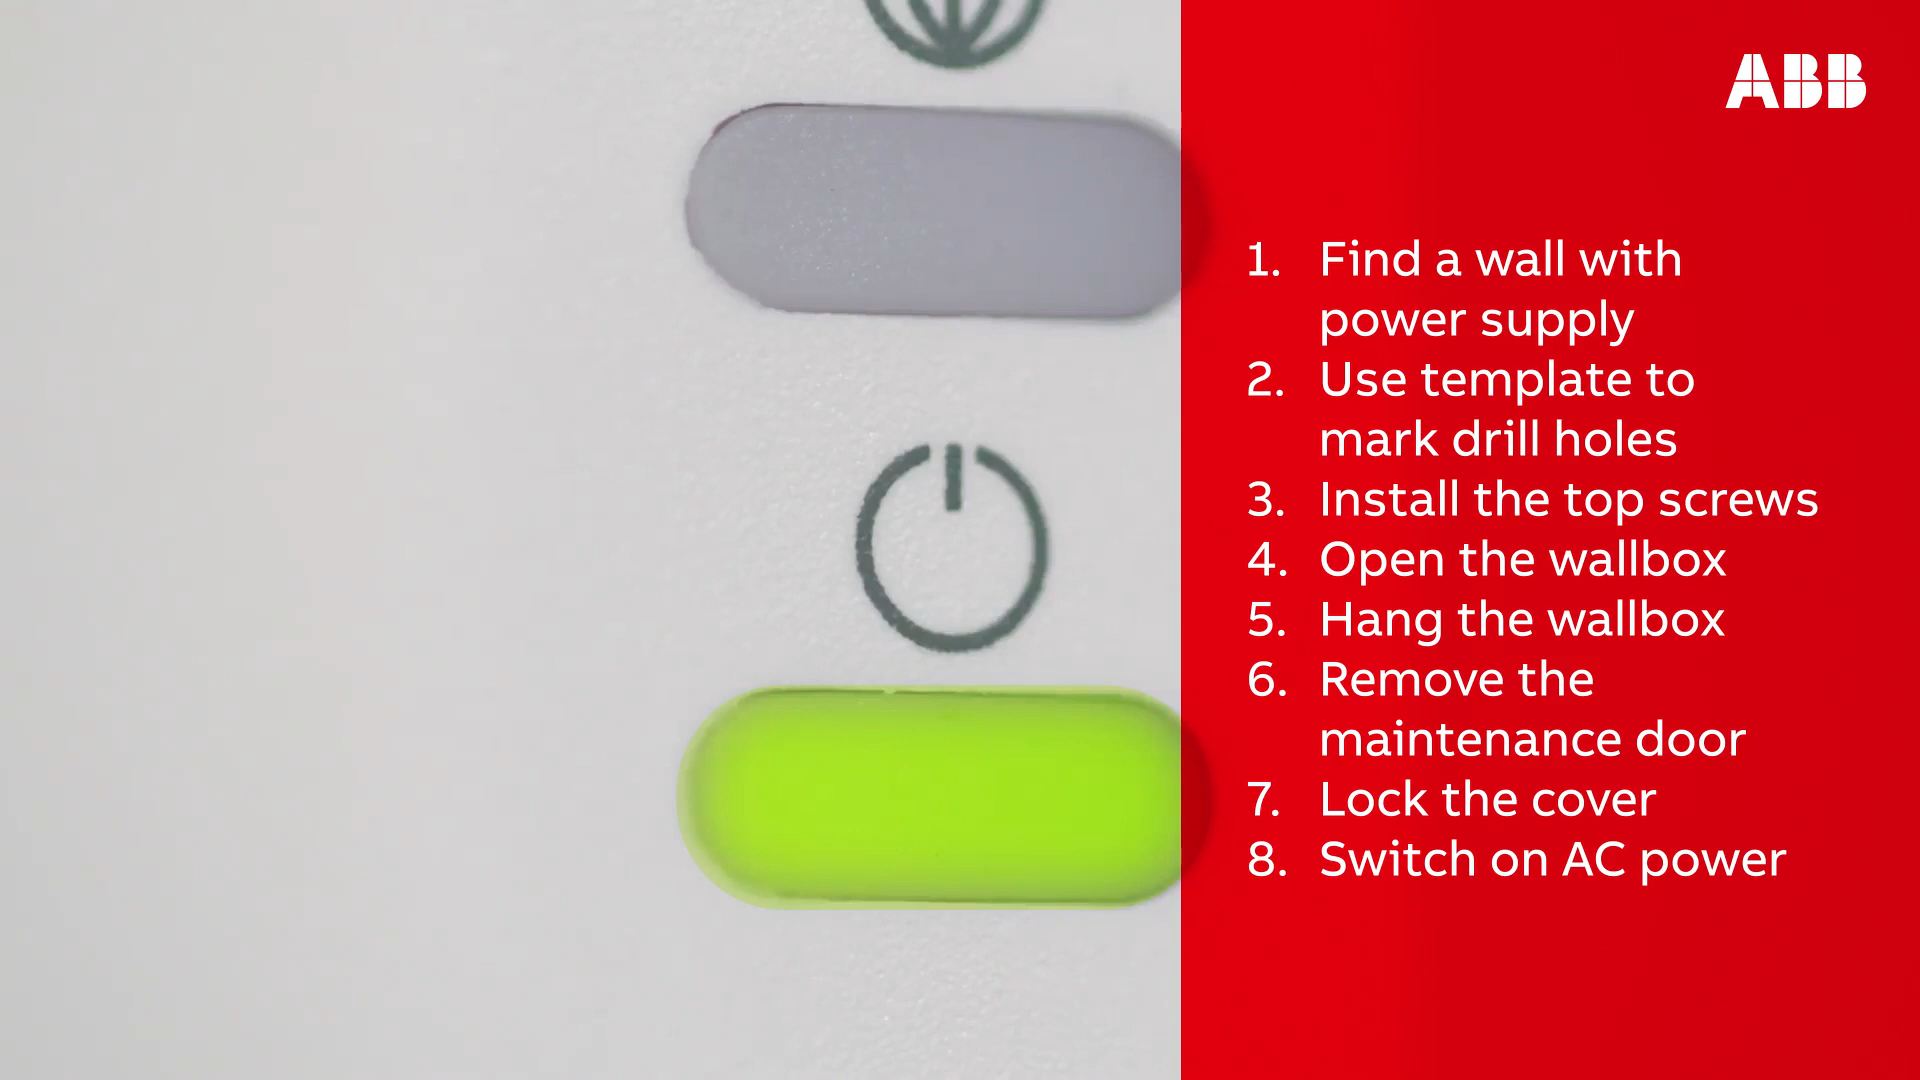 ABB
1. Find a wall with
power supply
2. Use template to
mark drill holes
3. Install the top screws
4. Open the wallbox
5. Hang the wallbox
6. Remove the
maintenance door
7. Lock the cover
8. Switch on AC power